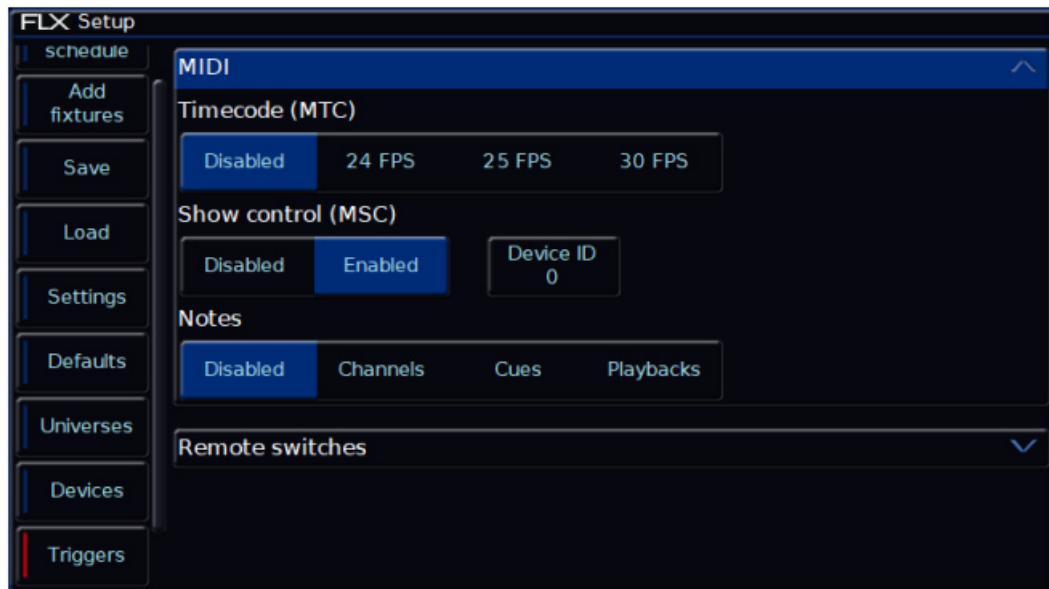 FLX Setup
schedule
Add
fixtures
Save
Load
Settings
Defaults
Universes
Devices
Triggers
MIDI
Timecode (MTC)
Disabled 24 FPS 25 FPS 30 FPS
Show control (MSC)
Disabled Enabled
Device ID
0
Notes
Disabled Channels Cues Playbacks
Remote switches